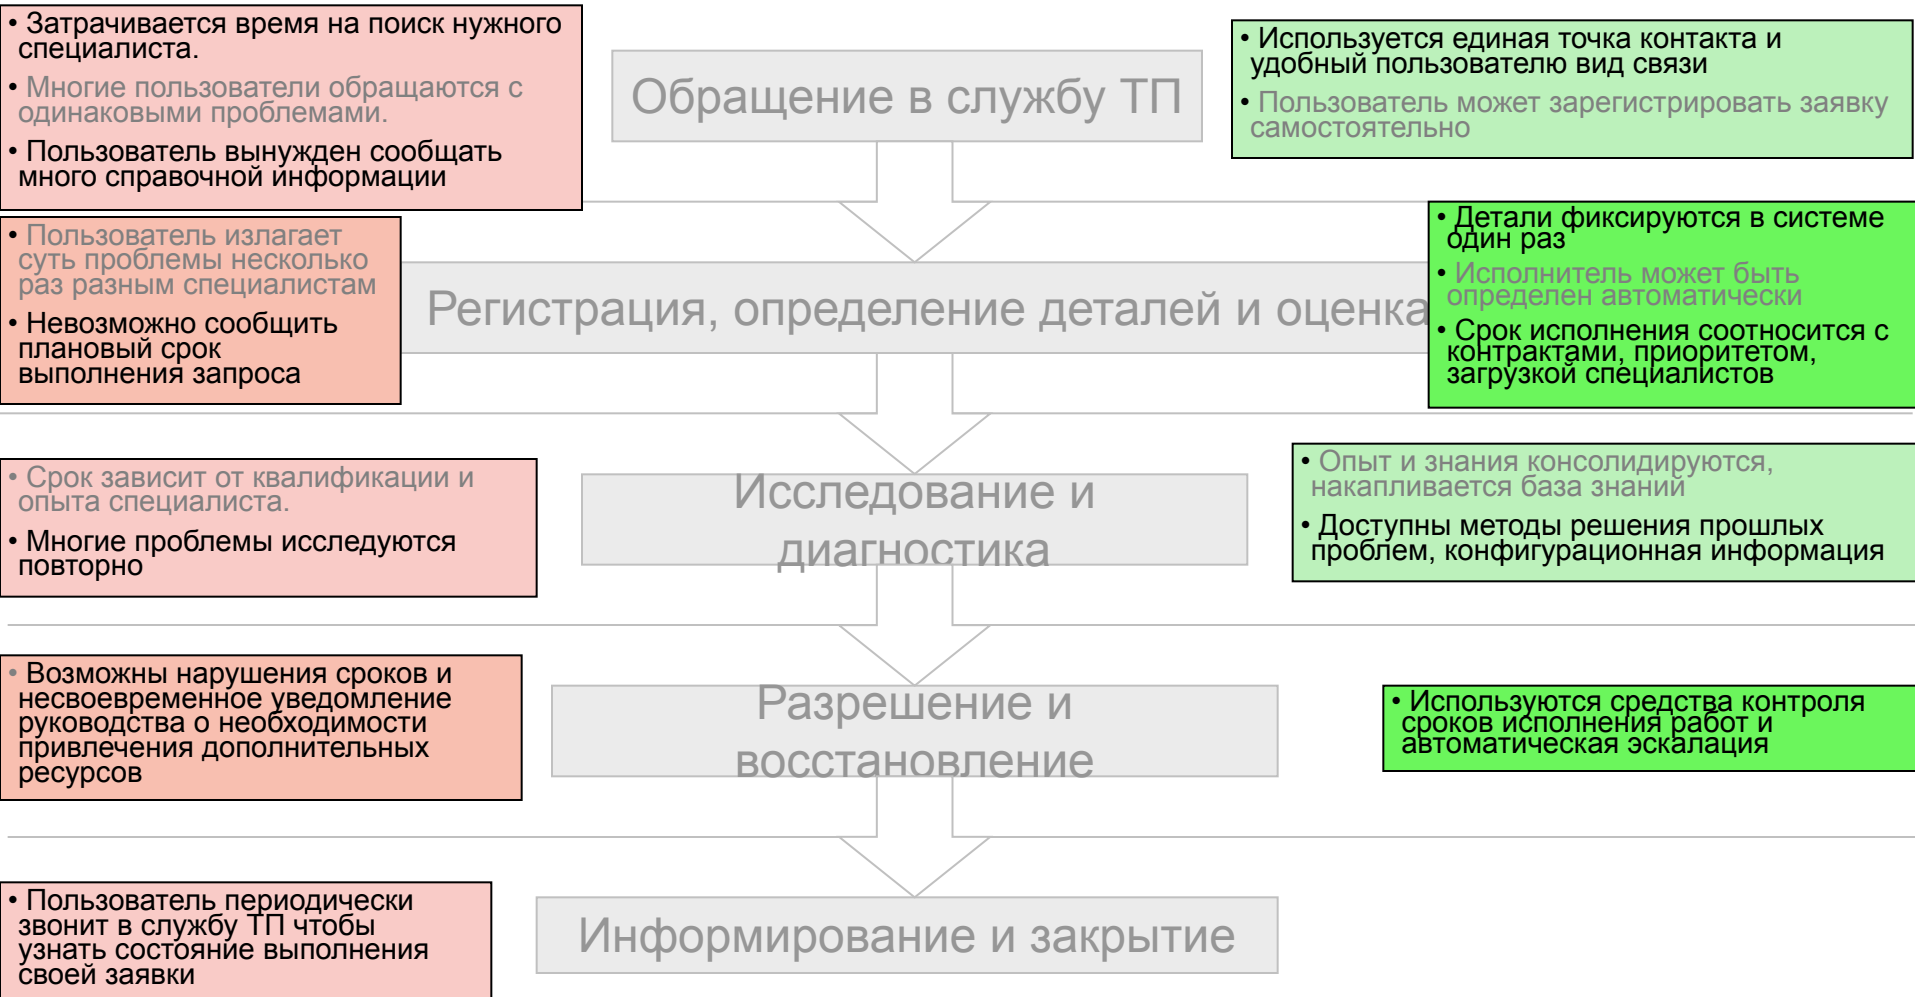 • Затрачивается время на поиск нужного
специалиста.
• Многие пользователи обращаются с
одинаковыми проблемами.
• Пользователь вынужден сообщать
много справочной информации
Обращение в службу ТП
• Используется единая точка контакта и
удобный пользователю вид связи
• Пользователь может зарегистрировать заявку
самостоятельно
• Пользователь излагает
суть проблемы несколько
раз разным специалистам
• Невозможно сообщить
плановый срок
выполнения запроса
Регистрация, определение деталей и оценка
• Детали фиксируются в системе
один раз
• Исполнитель может быть
определен автоматически
• Срок исполнения соотносится с
контрактами, приоритетом,
загрузкой специалистов
• Срок зависит от квалификации и
опыта специалиста.
• Многие проблемы исследуются
повторно
Исследование и
диагностика
• Опыт и знания консолидируются,
накапливается база знаний
• Доступны методы решения прошлых
проблем, конфигурационная информация
• Возможны нарушения сроков и
несвоевременное уведомление
руководства о необходимости
привлечения дополнительных
ресурсов
Разрешение и
восстановление
• Используются средства контроля
сроков исполнения работ и
автоматическая эскалация
• Пользователь периодически
звонит в службу ТП чтобы
узнать состояние выполнения
своей заявки
Информирование и закрытие